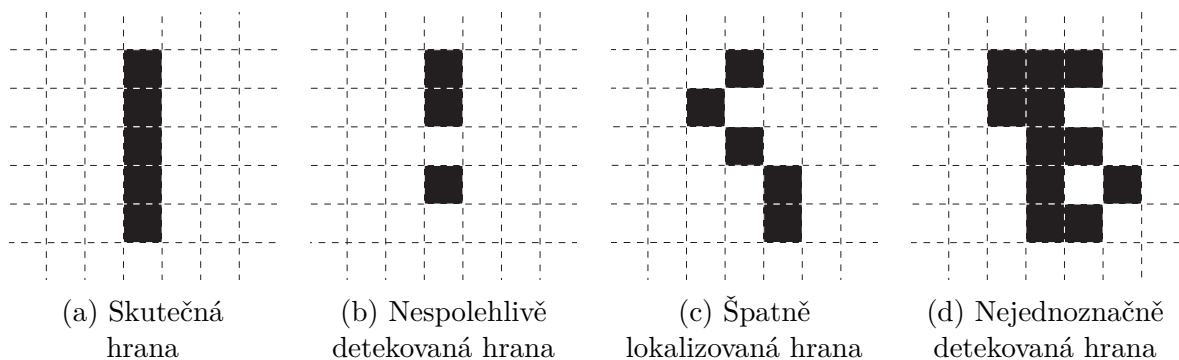 (a) Skutečná
hrana
(b) Nespolehlivě
detekovaná hrana
(c) Špatně
lokalizovaná hrana
(d) Nejednoznačně
detekovaná hrana